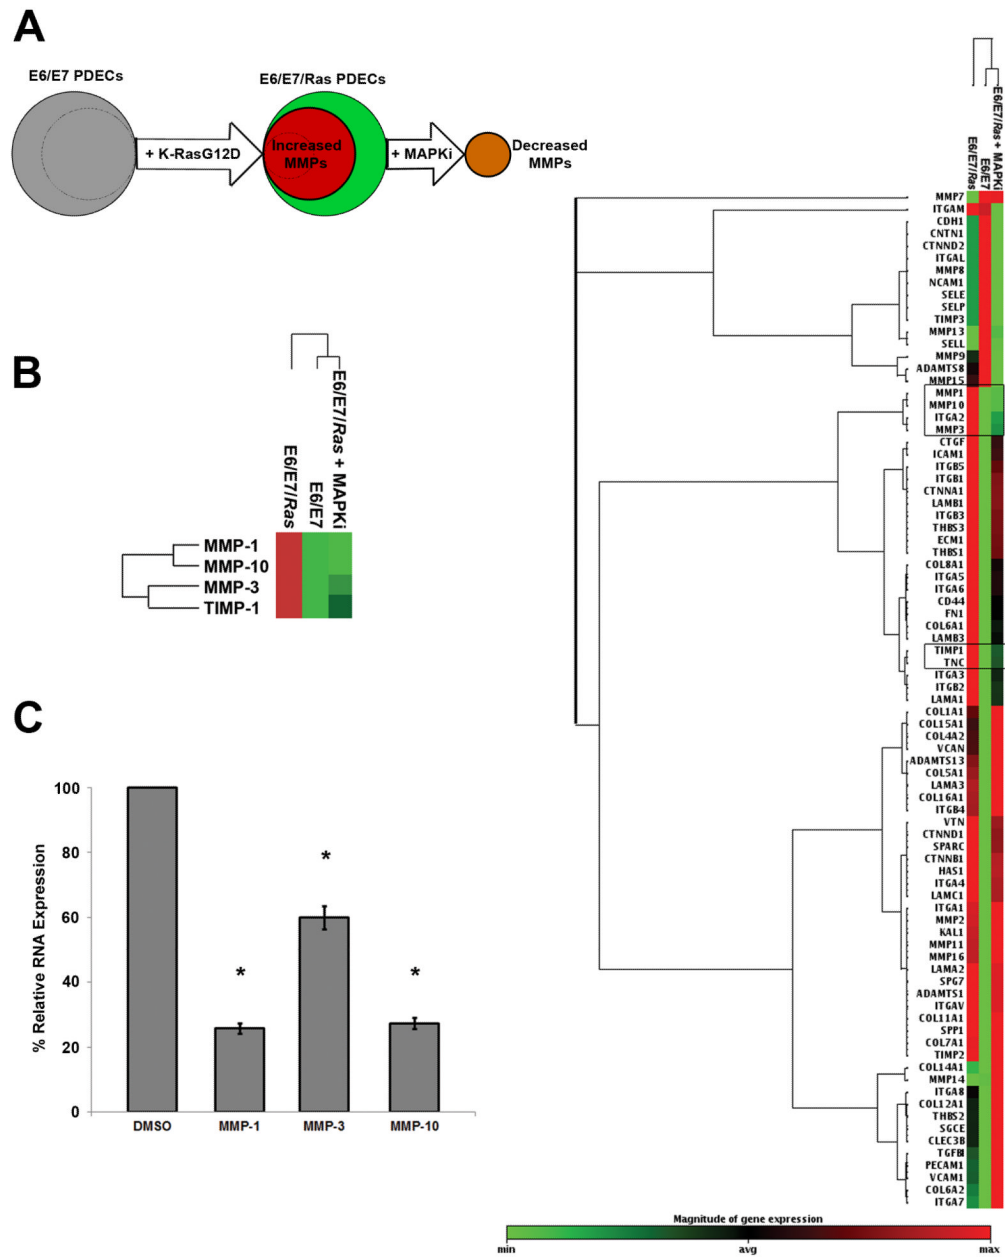 A
E6/E7 PDECs
E6/E7/Ras PDECs
+ K-RasG12D
Increased
MMPs
+ MAPKi
Decreased
MMPs
E6/E7/Ras
E6/E7
E6/E7/Ras + MAPKi
MMP7
ITGAM
CDH1
CNTN1
CTNND2
ITGAL
MMP8
NCAM1
SELE
SELP
TIMP3
MMP13
SELL
MMP9
ADAMTS8
MMP15
MMP1
MMP10
ITGA2
MMP3
CTGF
ICAM1
ITGB5
ITGB1
CTNNA1
LAMB1
ITGB3
THBS3
ECM1
THBS1
COL8A1
ITGA5
ITGA6
CD44
FN1
COL6A1
LAMB3
TIMP1
TNC
ITGA3
ITGB2
LAMA1
COL1A1
COL15A1
COL4A2
VCAN
ADAMTS13
COL5A1
LAMA3
COL16A1
ITGB4
VTN
CTNND1
SPARC
CTNNB1
HAS1
ITGA4
LAMC1
ITGA1
MMP2
KAL1
MMP11
MMP16
LAMA2
SPG7
ADAMTS1
ITGAV
COL11A1
SPP1
COL7A1
TIMP2
COL14A1
MMP14
ITGA8
COL12A1
THBS2
SGCE
CLEC3B
TGFBI
PECAM1
VCAM1
COL6A2
ITGA7
Magnitude of gene expression
min avg max
B
E6/E7/Ras
E6/E7
E6/E7/Ras + MAPKi
MMP-1
MMP-10
MMP-3
TIMP-1
C
% Relative RNA Expression
100
80
60
40
20
0
*
*
*
DMSO MMP-1 MMP-3 MMP-10